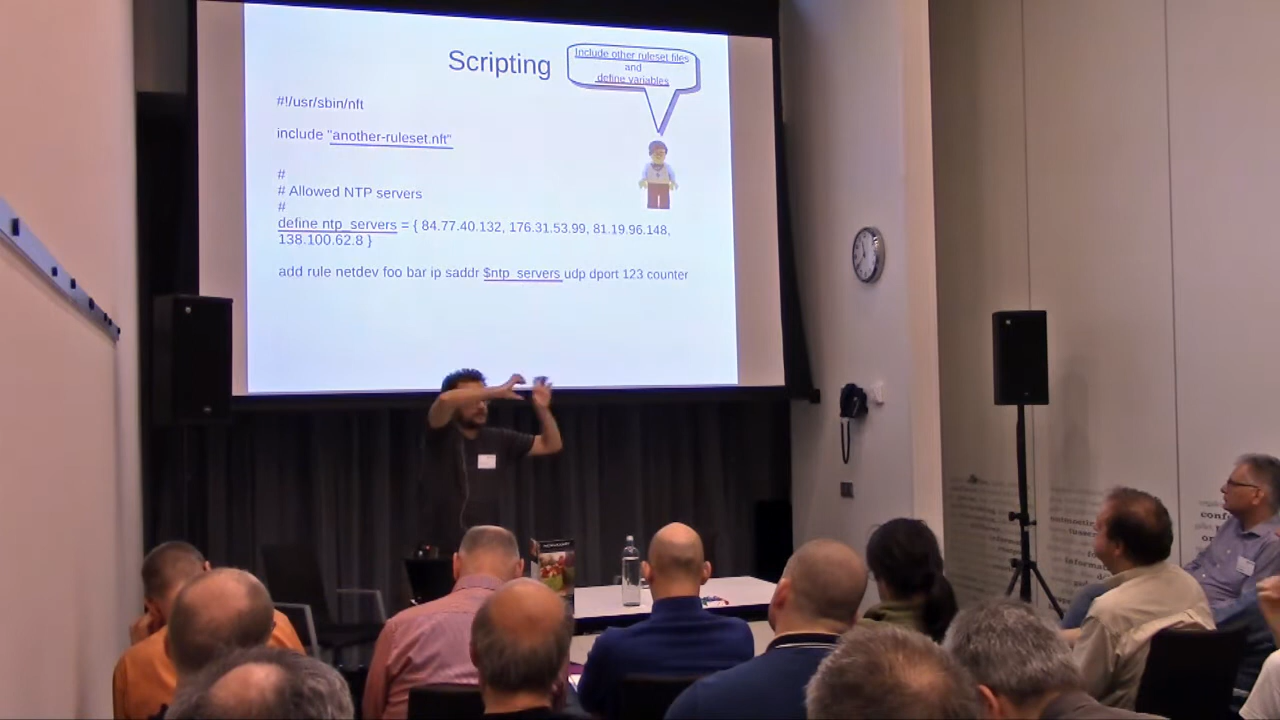 Scripting
Include other ruleset files
and
define variables
#!/usr/sbin/nft
include "another-ruleset.nft"
#
# Allowed NTP servers
#
define ntp_servers = { 84.77.40.132, 176.31.53.99, 81.19.96.148,
138.100.62.8 }
add rule netdev foo bar ip saddr $ntp_servers udp dport 123 counter